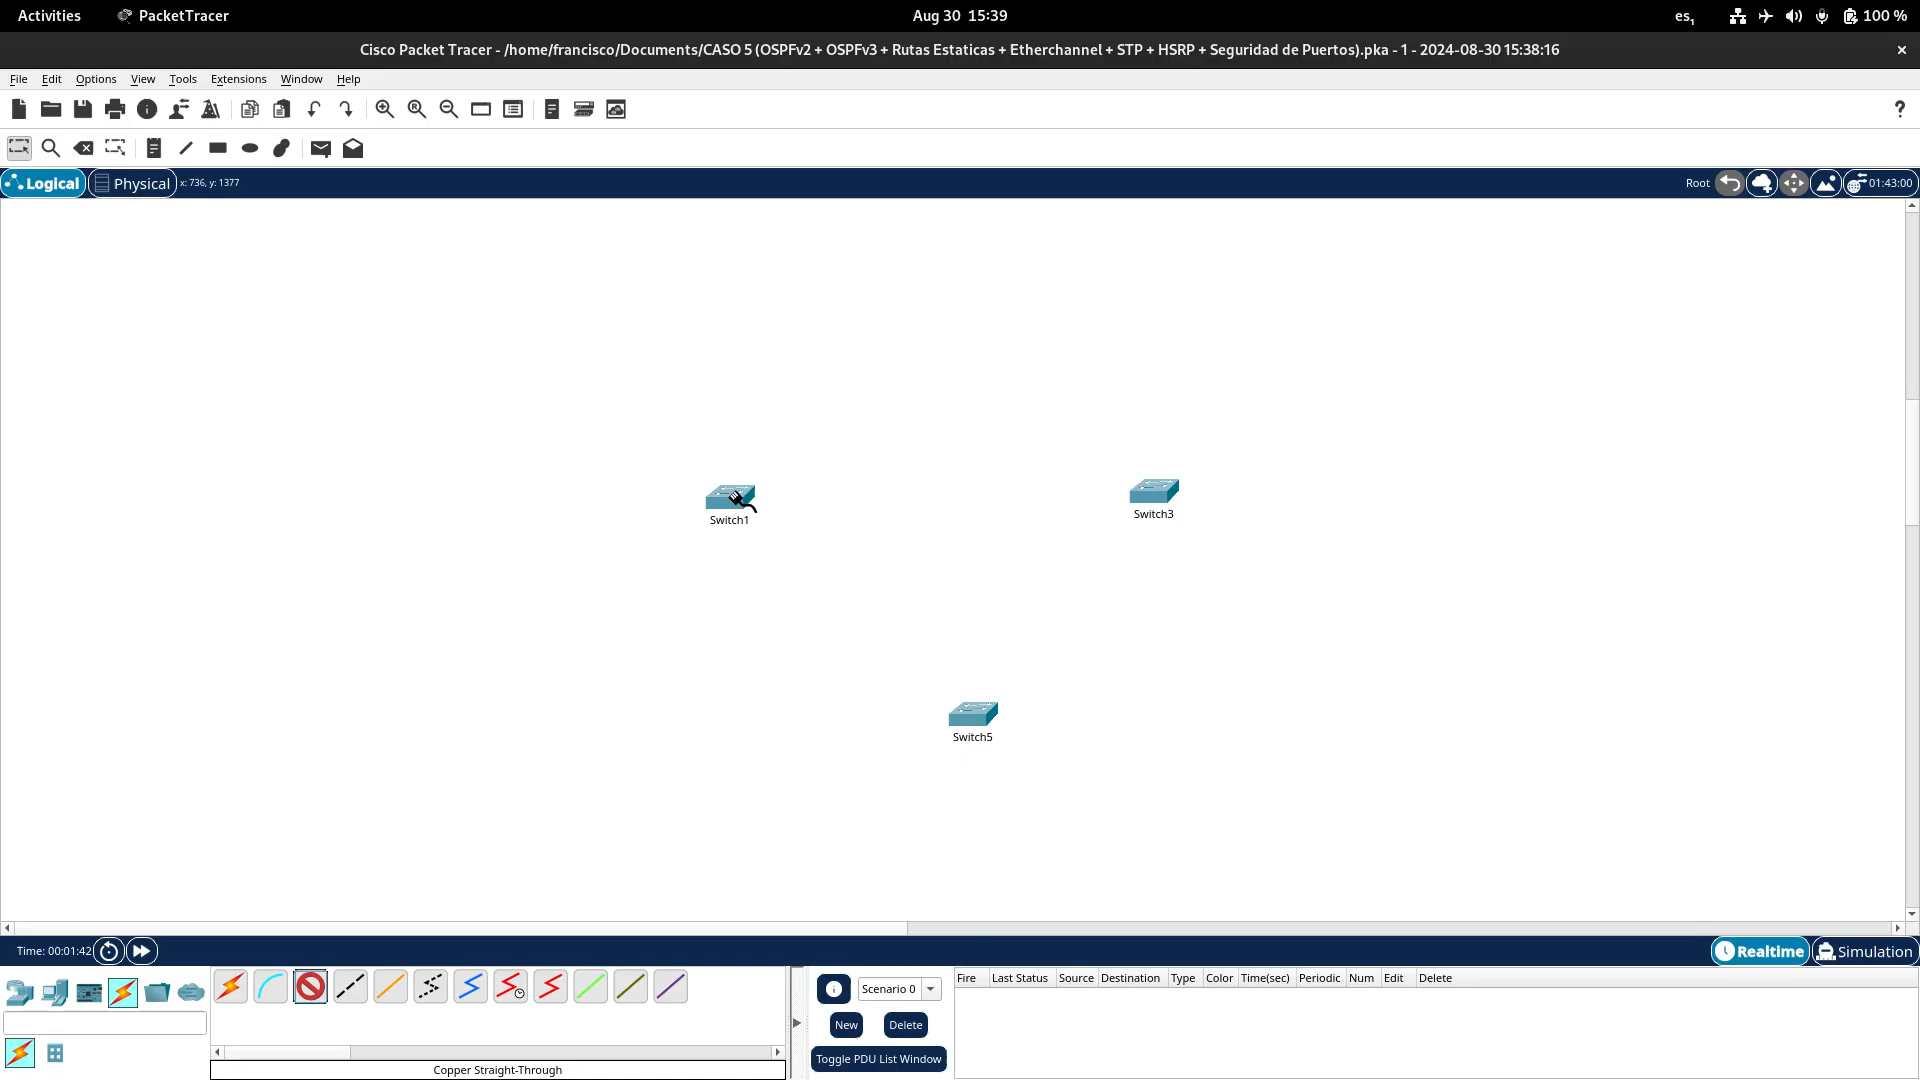 Activities PacketTracer Aug 30 15:39 es1 100 %
Cisco Packet Tracer - /home/francisco/Documents/CASO 5 (OSPFv2 + OSPFv3 + Rutas Estaticas + Etherchannel + STP + HSRP + Seguridad de Puertos).pka - 1 - 2024-08-30 15:38:16
File Edit Options View Tools Extensions Window Help
Logical Physical x: 736, y: 1377 Root 01:43:00
Switch1
Switch3
Switch5
Time: 00:01:42 Realtime Simulation
Scenario 0
New Delete
Toggle PDU List Window
Fire Last Status Source Destination Type Color Time(sec) Periodic Num Edit Delete
Copper Straight-Through